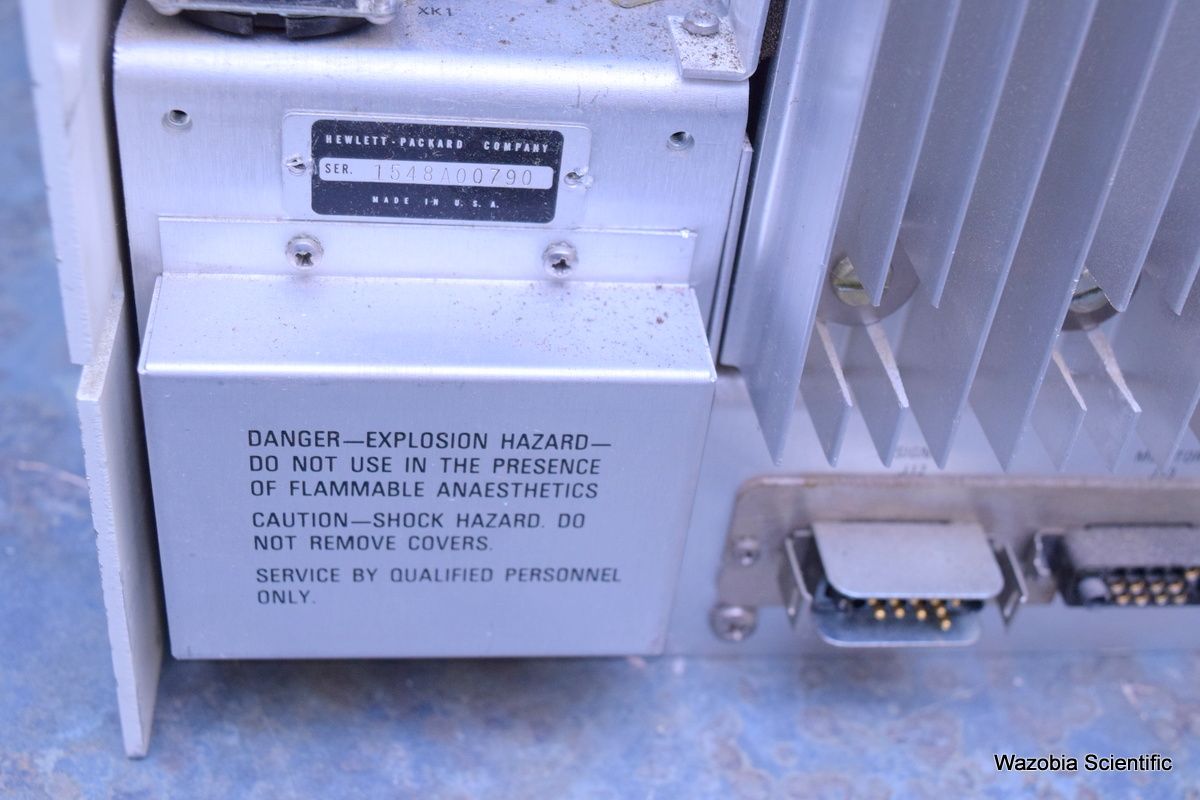 XK1
HEWLETT-PACKARD COMPANY
SER. 1548A00790
MADE IN U.S.A.
DANGER—EXPLOSION HAZARD—
DO NOT USE IN THE PRESENCE
OF FLAMMABLE ANAESTHETICS
CAUTION—SHOCK HAZARD. DO
NOT REMOVE COVERS.
SERVICE BY QUALIFIED PERSONNEL
ONLY.
Wazobia Scientific